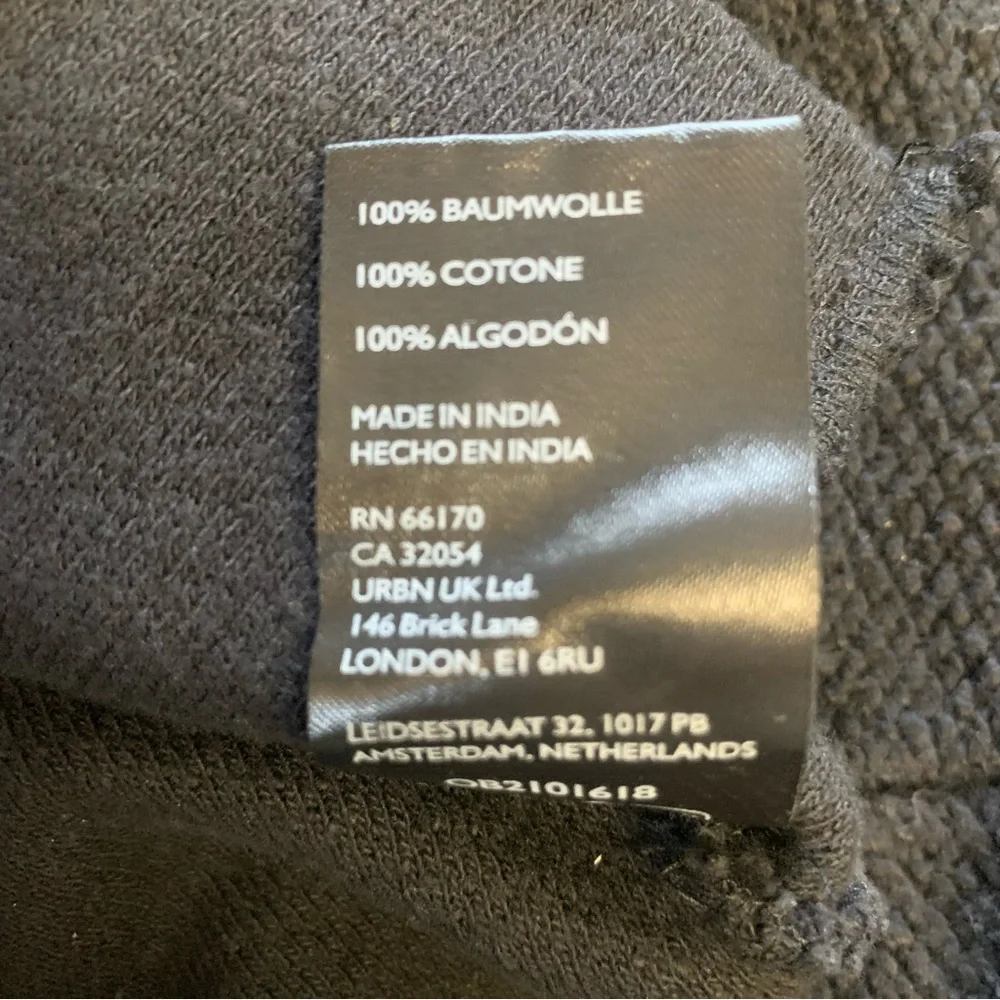 100% BAUMWOLLE
100% COTONE
100% ALGODÓN
MADE IN INDIA
HECHO EN INDIA
RN 66170
CA 32054
URBN UK Ltd.
146 Brick Lane
LONDON, E1 6RU
LEIDSESTRAAT 32, 1017 PB
AMSTERDAM, NETHERLANDS
OB2101618